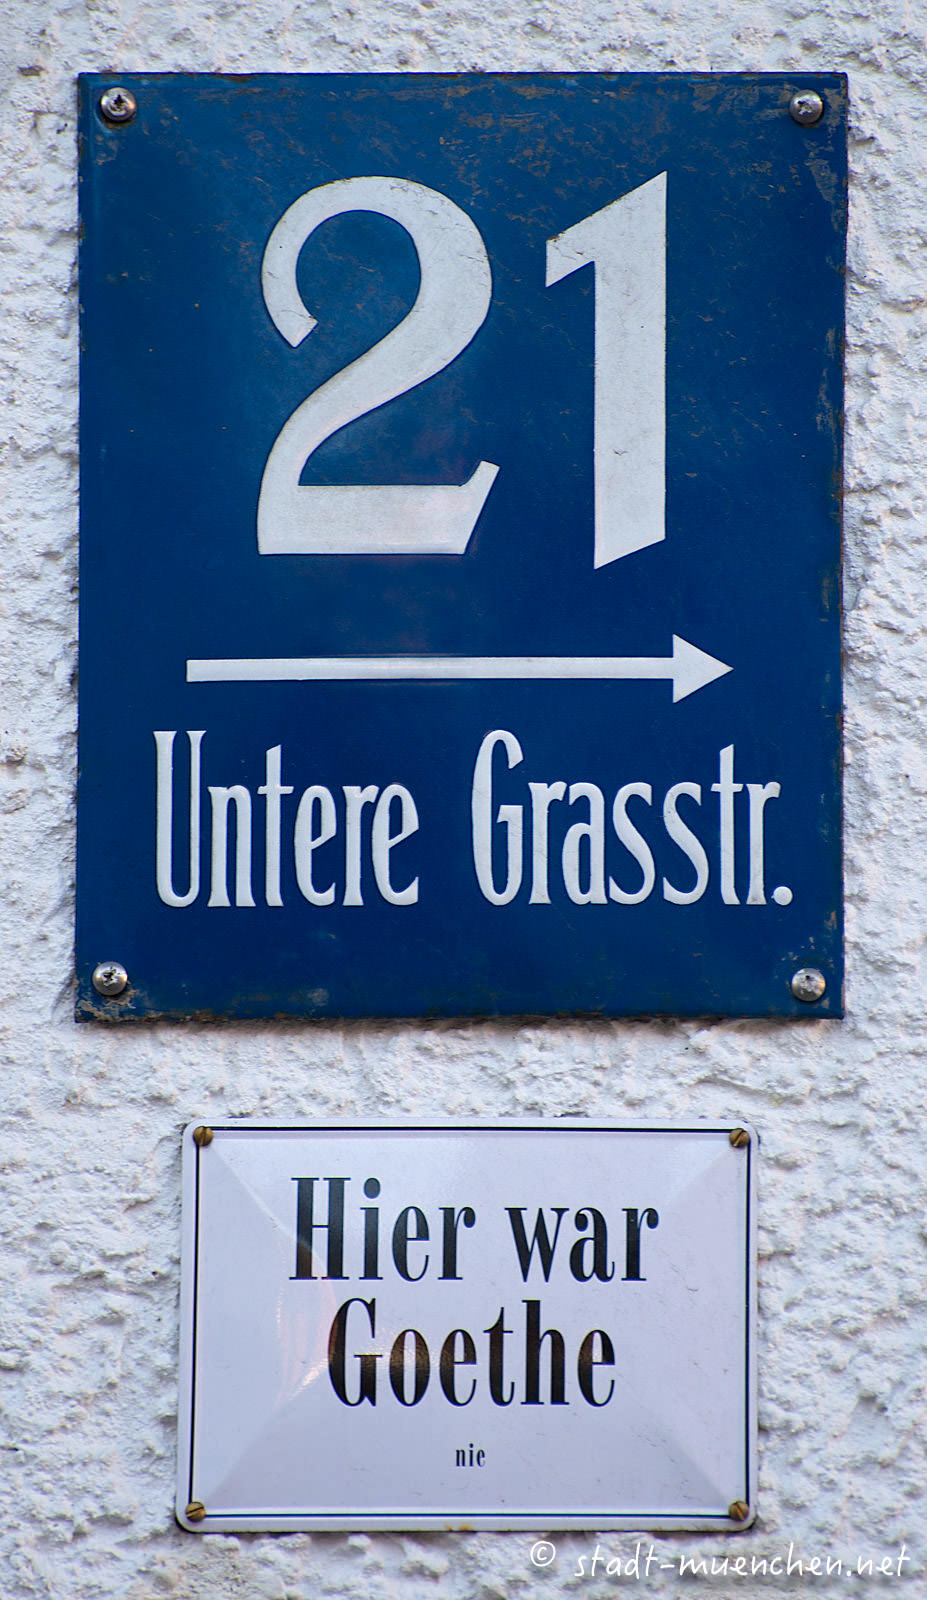 21
Untere Grasstr.
Hier war
Goethe
nie
© stadt-muenchen.net